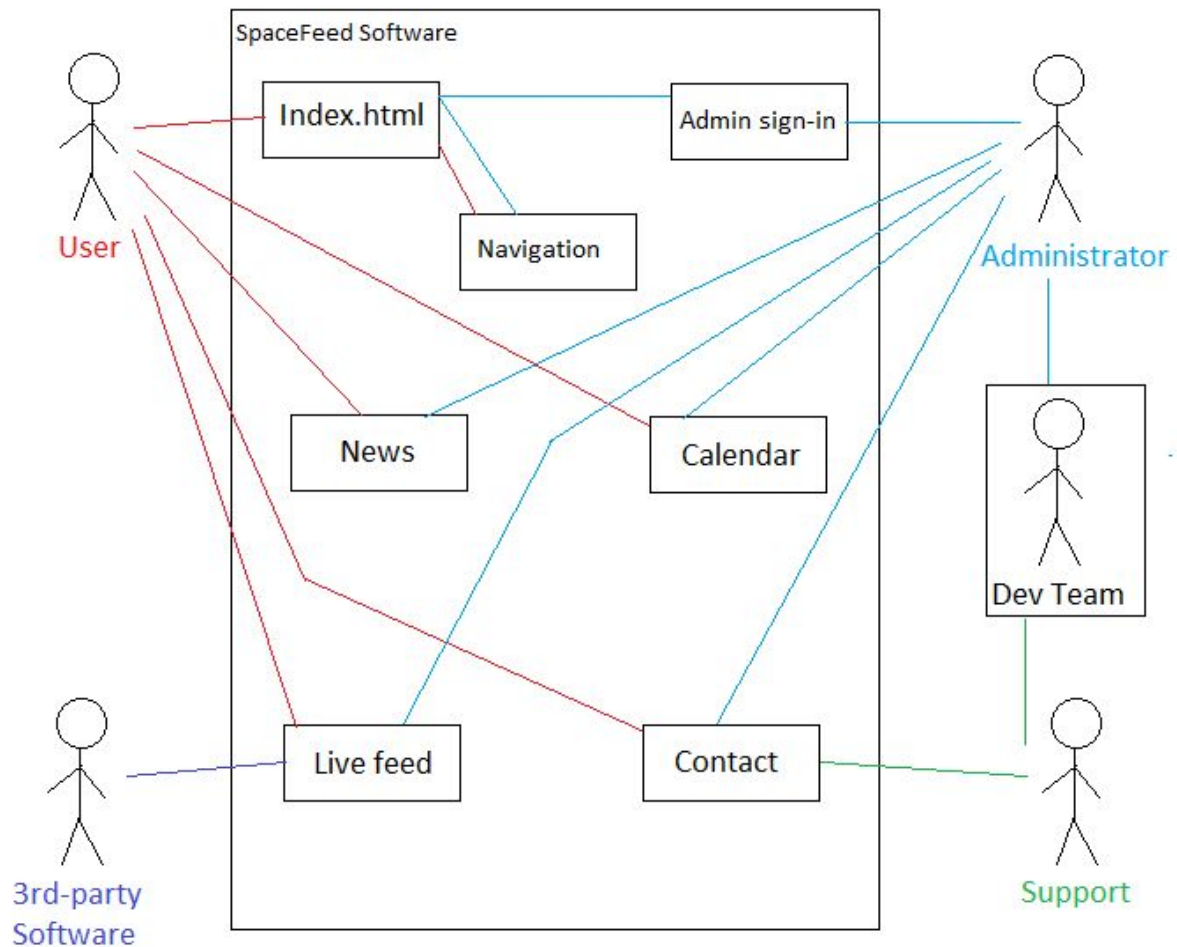 SpaceFeed Software
Index.html
Admin sign-in
User
Navigation
Administrator
News
Calendar
Dev Team
Live feed
Contact
3rd-party
Software
Support